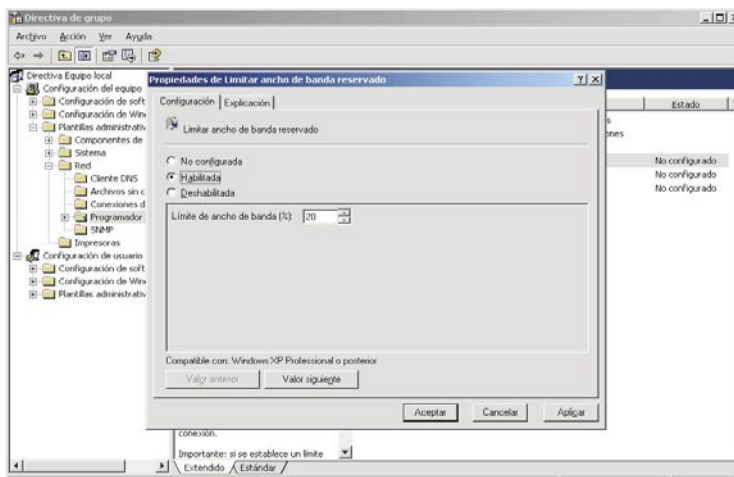 Directiva de grupo
Archivo Acción Ver Ayuda
Directiva Equipo local
Configuración del equipo
Configuración de soft
Configuración de Win
Plantillas administrativ
Componentes de
Sistema
Red
Cliente DNS
Archivos sin c
Conexiones d
Programador
SNMP
Impresoras
Configuración de usuario
Configuración de soft
Configuración de Win
Plantillas administrativ
Propiedades de Limitar ancho de banda reservado
Configuración Explicación
Limitar ancho de banda reservado
No configurada
Habilitada
Deshabilitada
Límite de ancho de banda (%): 20
Compatible con: Windows XP Professional o posterior
Valor anterior Valor siguiente
Aceptar Cancelar Aplicar
Estado
s
ones
No configurado
No configurado
No configurado
conexión.
Importante: si se establece un límite
Extendido Estándar